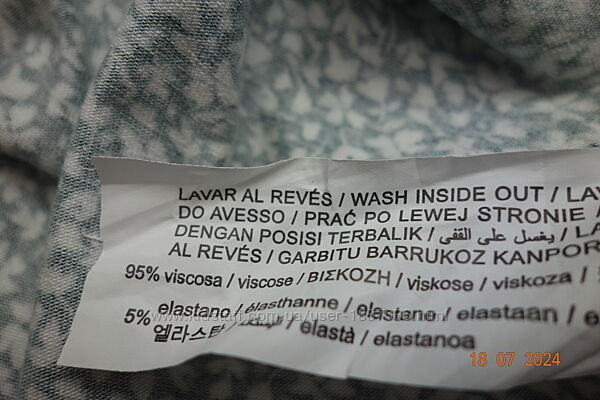 LAVAR AL REVÉS / WASH INSIDE OUT / LAV
DO AVESSO / PRAĆ PO LEWEJ STRONIE /
DENGAN POSISI TERBALIK / يغسل على القفى / LA
AL REVÉS / GARBITU BARRUKOZ KANPOR
95% viscosa / viscose / ΒΙΣΚΟΖΗ / viskose / viskoza /
5% elastano / élasthanne / elastane / elastaan / e
엘라스탄 / elastà / elastanoa
18 07 2024